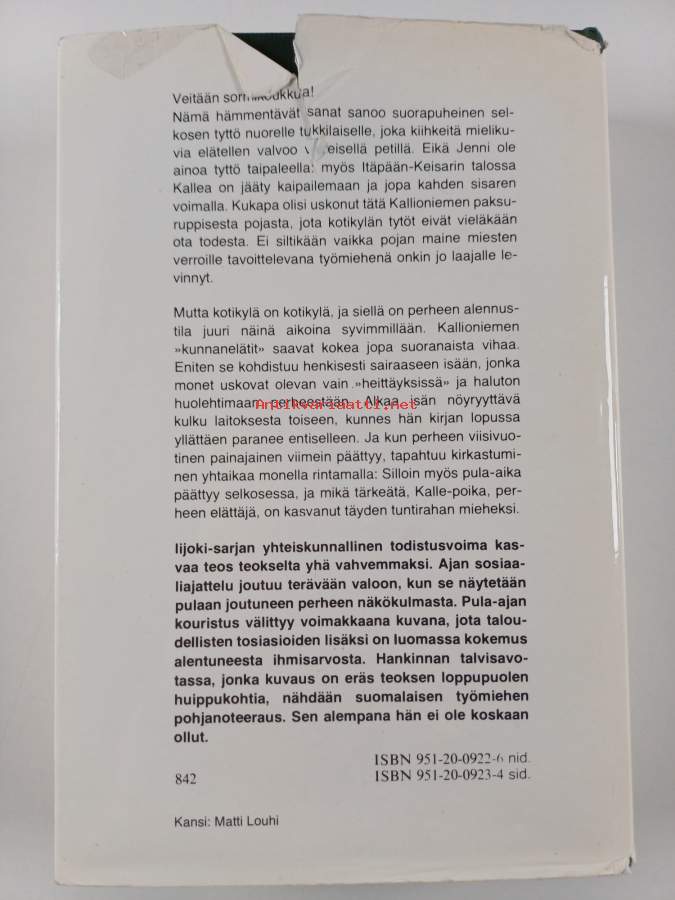 Veitään sormikoukkua!
Nämä hämmentävät sanat sanoo suorapuheinen sel-
kosen tyttö nuorelle tukkilaiselle, joka kiihkeitä mieliku-
via elätellen valvoo petillä. Eikä Jenni ole
ainoa tyttö taipaleella: myös Itäpään-Keisarin talossa
Kallea on jääty kaipailemaan ja jopa kahden sisaren
voimalla. Kukapa olisi uskonut tätä Kallioniemen paksu-
ruppisesta pojasta, jota kotikylän tytöt eivät vieläkään
ota todesta. Ei siltikään vaikka pojan maine miesten
verroille tavoittelevana työmiehenä onkin jo laajalle le-
vinnyt.
Mutta kotikylä on kotikylä, ja siellä on perheen alennus-
tila juuri näinä aikoina syvimmillään. Kallioniemen
»kunnanelätit» saavat kokea jopa suoranaista vihaa.
Eniten se kohdistuu henkisesti sairaaseen isään, jonka
monet uskovat olevan vain »heittäyksissä» ja haluton
huolehtimaan perheestään. Alkaa isän nöyryyttävä
Antikvariaatti.net
kulku laitoksesta toiseen, kunnes hän kirjan lopussa
yllättäen paranee entiselleen. Ja kun perheen viisivuo-
tinen painajainen viimein päättyy, tapahtuu kirkastumi-
nen yhtaikaa monella rintamalla: Silloin myös pula-aika
päättyy selkosessa, ja mikä tärkeätä, Kalle-poika, per-
heen elättäjä, on kasvanut täyden tuntirahan mieheksi.
Iijoki-sarjan yhteiskunnallinen todistusvoima kas-
vaa teos teokselta yhä vahvemmaksi. Ajan sosiaa-
liajattelu joutuu terävään valoon, kun se näytetään
pulaan joutuneen perheen näkökulmasta. Pula-ajan
kouristus välittyy voimakkaana kuvana, jota talou-
dellisten tosiasioiden lisäksi on luomassa kokemus
alentuneesta ihmisarvosta. Hankinnan talvisavo-
tassa, jonka kuvaus on eräs teoksen loppupuolen
huippukohtia, nähdään suomalaisen työmiehen
pohjanoteeraus. Sen alempana hän ei ole koskaan
ollut.
ISBN 951-20-0922-6 nid.
842 ISBN 951-20-0923-4 sid.
Kansi: Matti Louhi